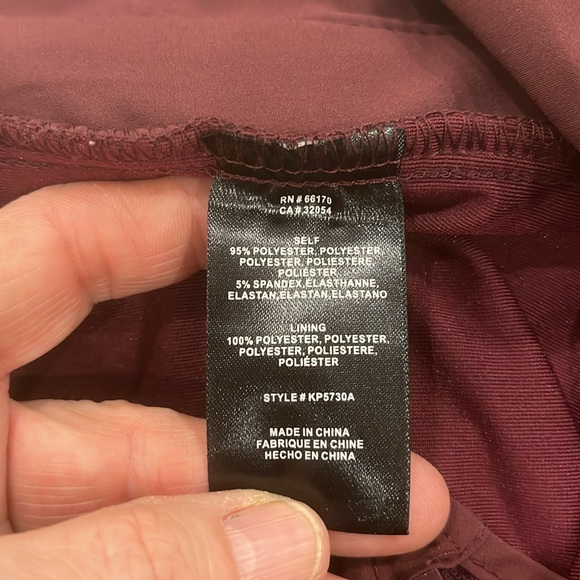 RN # 66170
CA # 32054
SELF
95% POLYESTER, POLYESTER,
POLYESTER, POLIESTERE
POLIÉSTER
5% SPANDEX,ÉLASTHANNE,
ELASTAN,ELASTAN,ELASTANO
LINING
100% POLYESTER, POLYESTER,
POLYESTER, POLIESTERE,
POLIÉSTER
STYLE # KP5730A
MADE IN CHINA
FABRIQUE EN CHINE
HECHO EN CHINA